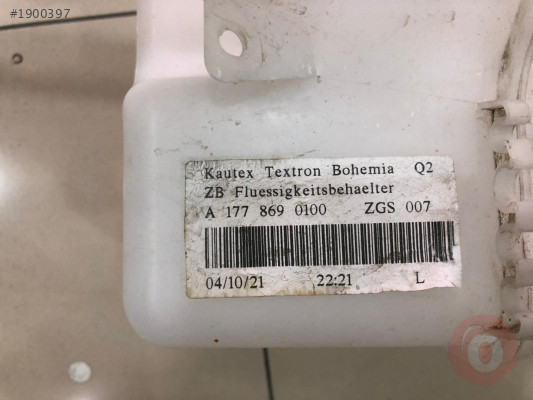 #1900397
Kautex Textron Bohemia Q2
ZB Fluessigkeitsbehaelter
A 177 869 0100 ZGS 007
04/10/21 22:21 L